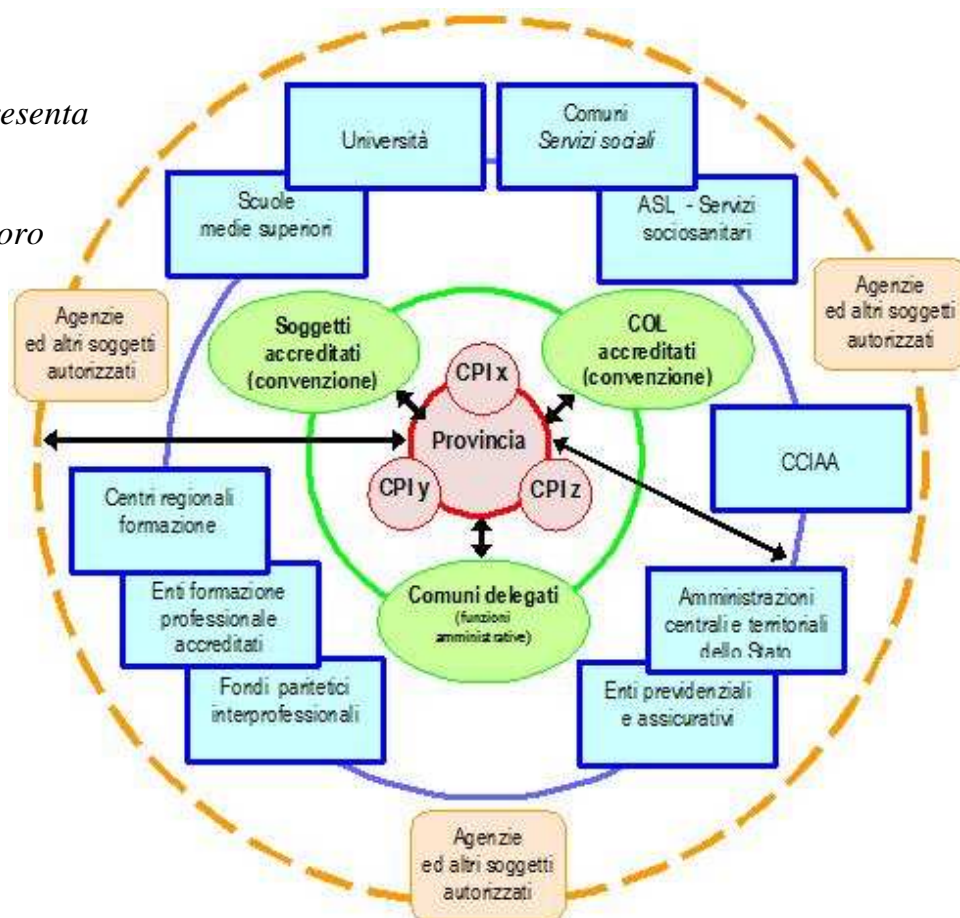 Università
Comuni
Servizi sociali
Scuole
medie superiori
ASL - Servizi
sociosanitari
oro
Agenzie
ed altri soggetti
autorizzati
Agenzie
ed altri soggetti
autorizzati
Soggetti
accreditati
(convenzione)
COL
accreditati
(convenzione)
CPI x
Provincia
CPI y
CPI z
CCIAA
Centri regionali
formazione
Enti formazione
professionale
accreditati
Fondi paritetici
interprofessionali
Comuni delegati
(funzioni
amministrative)
Amministrazioni
centrali e territoriali
dello Stato
Enti previdenziali
e assicurativi
Agenzie
ed altri soggetti
autorizzati